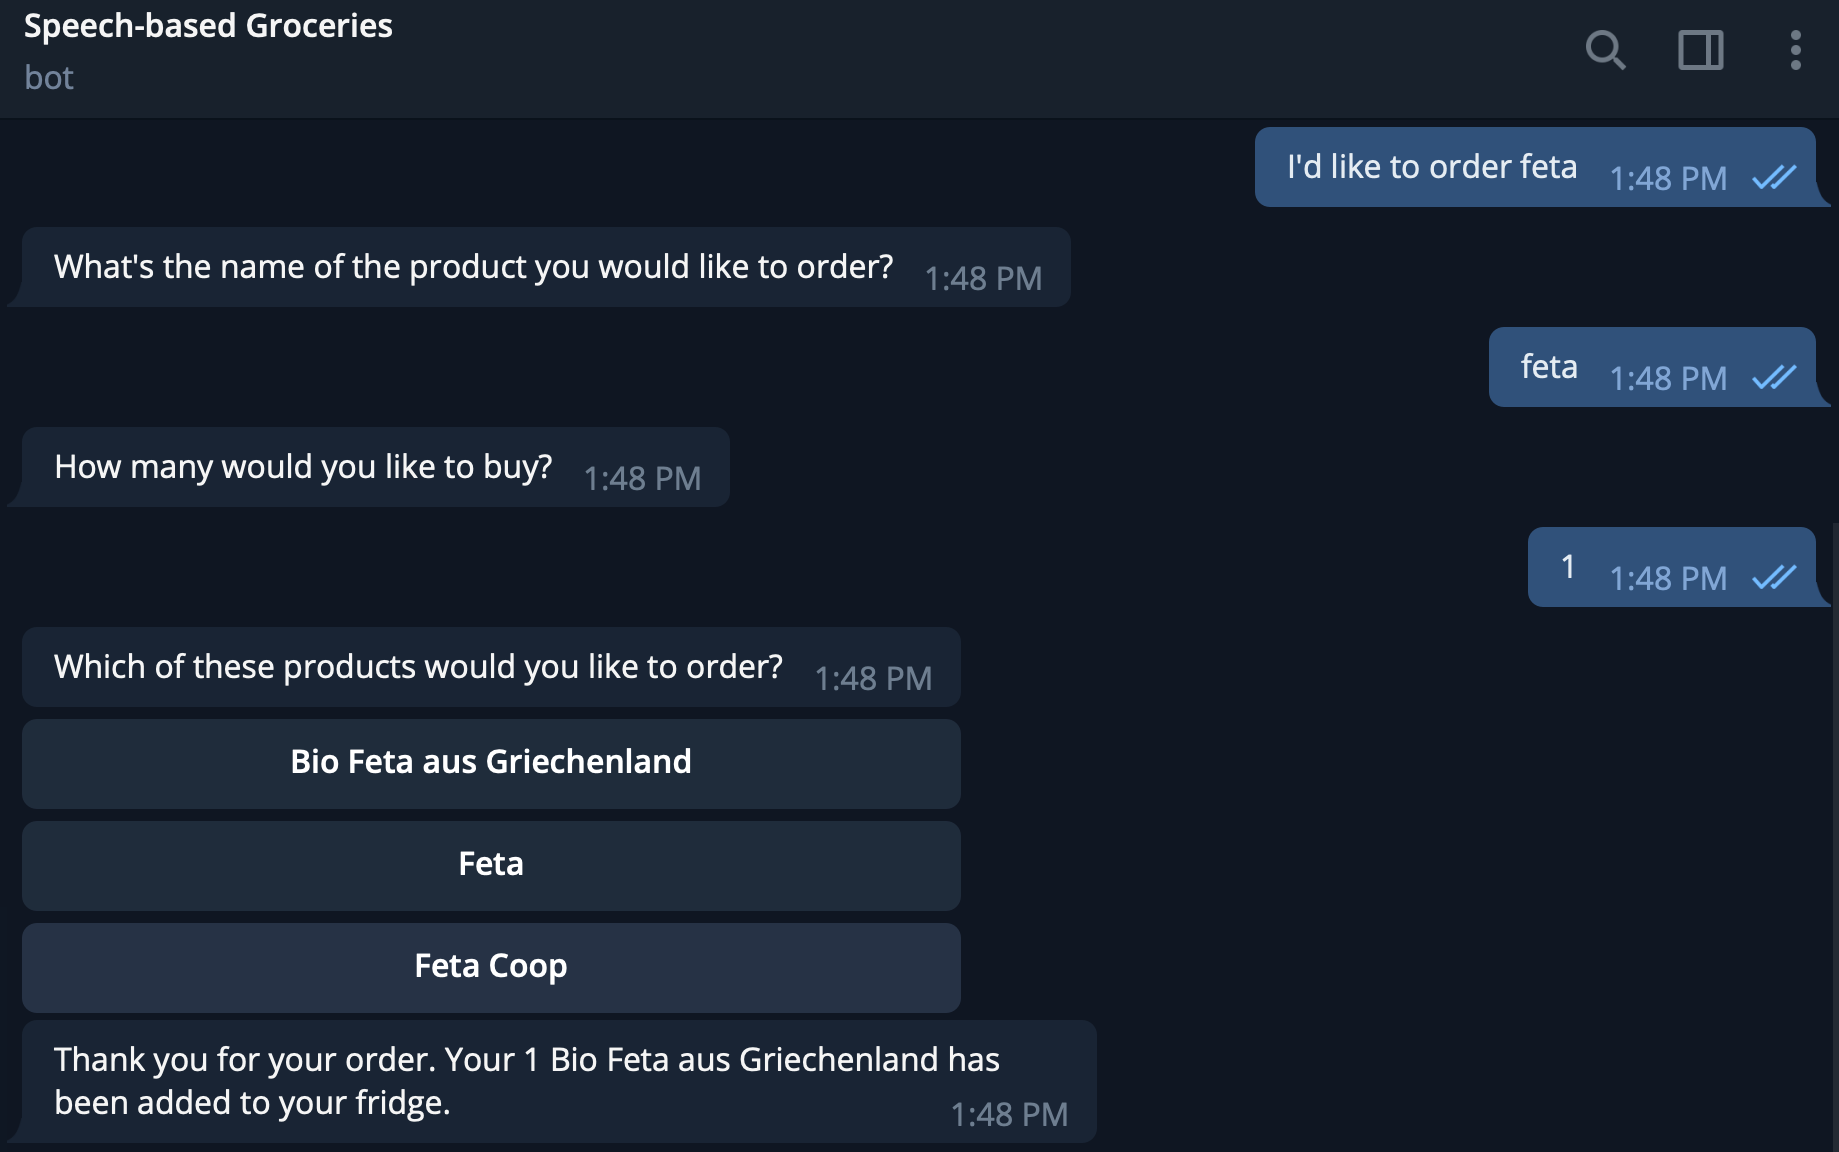 Speech-based Groceries
bot
I'd like to order feta 1:48 PM
What's the name of the product you would like to order? 1:48 PM
feta 1:48 PM
How many would you like to buy? 1:48 PM
1 1:48 PM
Which of these products would you like to order? 1:48 PM
Bio Feta aus Griechenland
Feta
Feta Coop
Thank you for your order. Your 1 Bio Feta aus Griechenland has
been added to your fridge. 1:48 PM